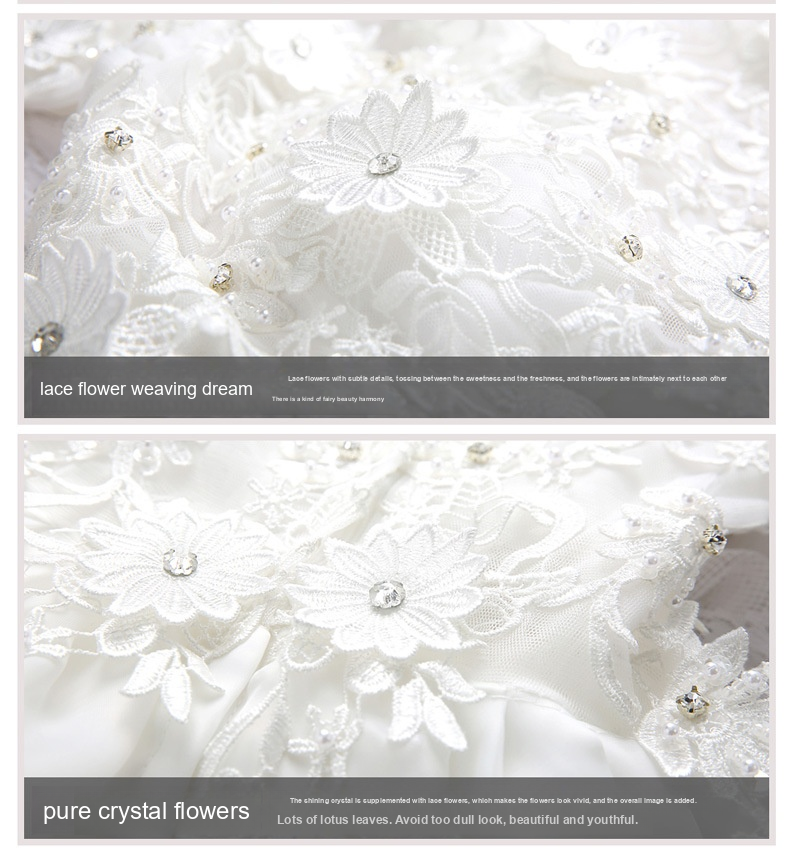 lace flower weaving dream
Lace flowers with subtle details, tossing between the sweetness and the freshness, and the flowers are intimately next to each other
There is a kind of fairy beauty harmony
pure crystal flowers
The shining crystal is supplemented with lace flowers, which makes the flowers look vivid, and the overall image is added.
Lots of lotus leaves. Avoid too dull look, beautiful and youthful.